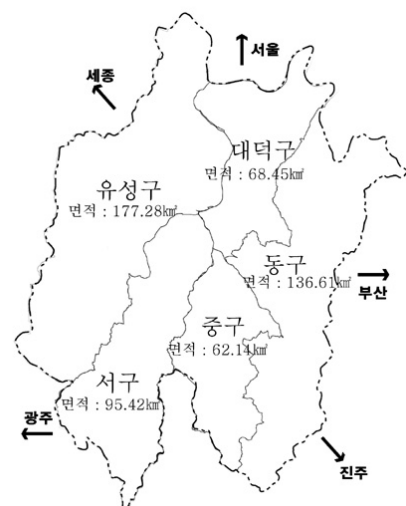 서울
세종
대덕구
면적 : 68.45㎢
유성구
면적 : 177.28㎢
동구
면적 : 136.61㎢
부산
중구
면적 : 62.14㎢
서구
면적 : 95.42㎢
광주
진주